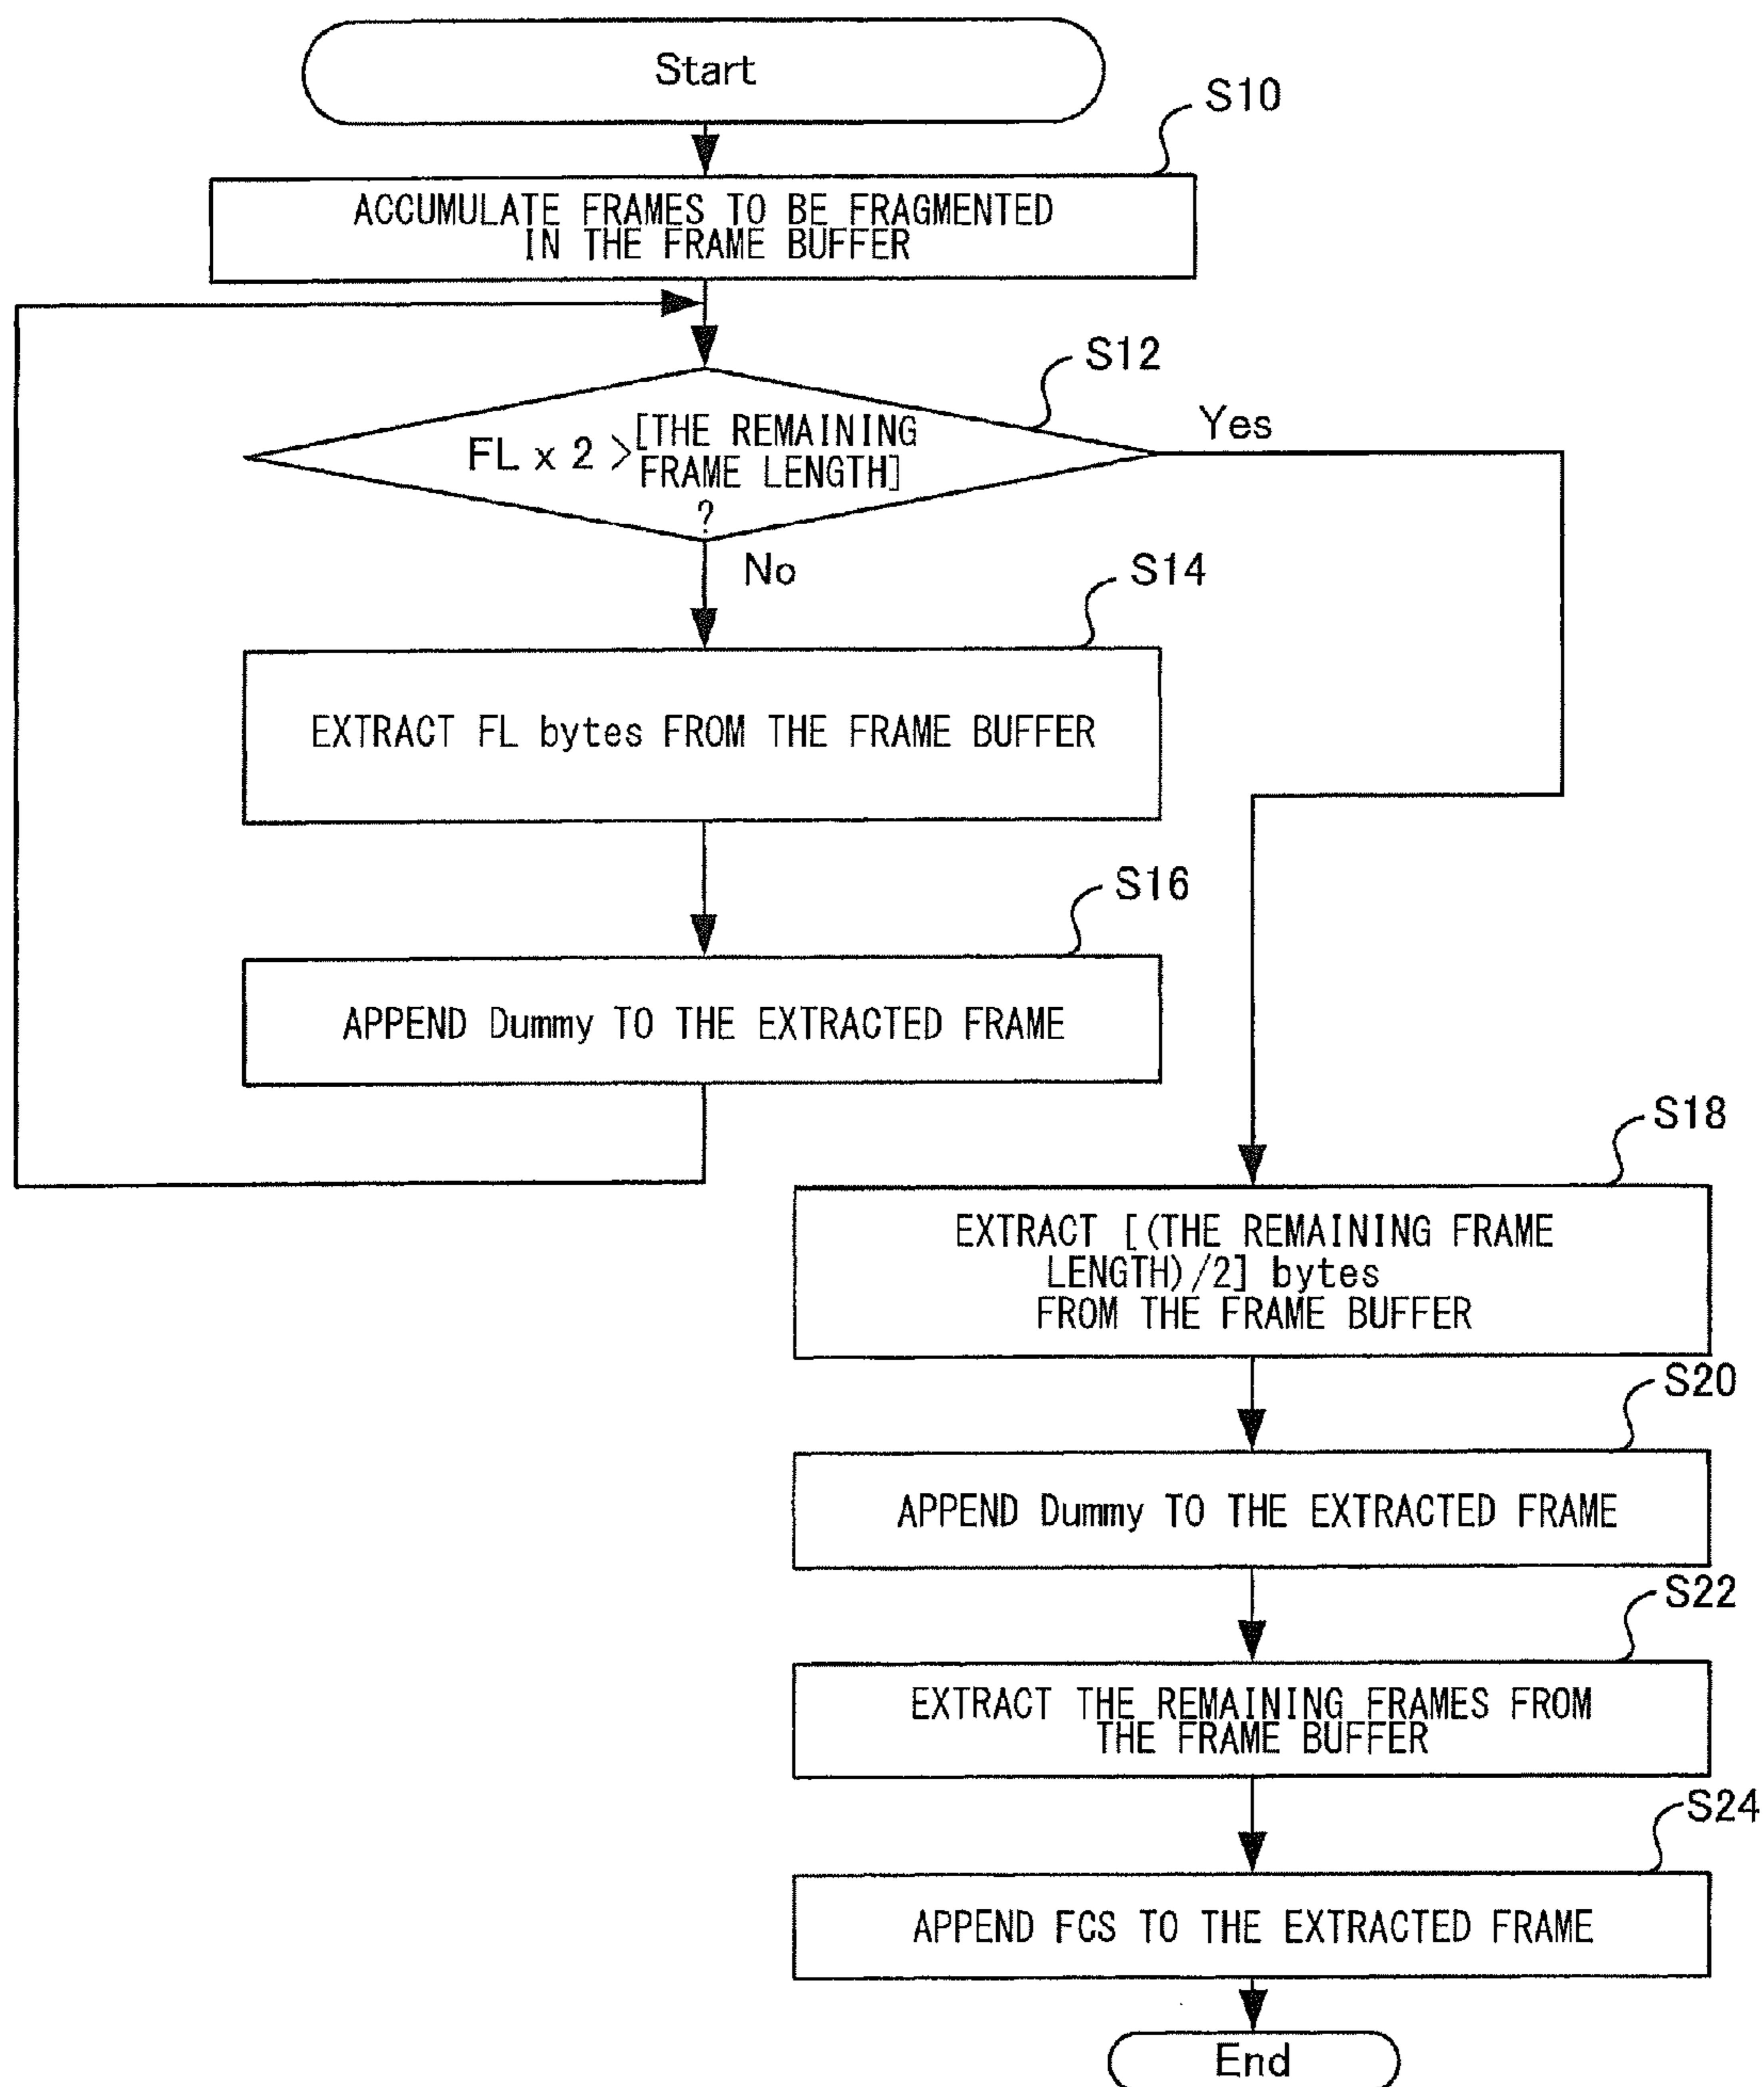 Start
S10
ACCUMULATE FRAMES TO BE FRAGMENTED
IN THE FRAME BUFFER
S12
FL x 2 > [THE REMAINING
FRAME LENGTH]
?
Yes
No
S14
EXTRACT FL bytes FROM THE FRAME BUFFER
S16
APPEND Dummy TO THE EXTRACTED FRAME
S18
EXTRACT [(THE REMAINING FRAME
LENGTH)/2] bytes
FROM THE FRAME BUFFER
S20
APPEND Dummy TO THE EXTRACTED FRAME
S22
EXTRACT THE REMAINING FRAMES FROM
THE FRAME BUFFER
S24
APPEND FCS TO THE EXTRACTED FRAME
End